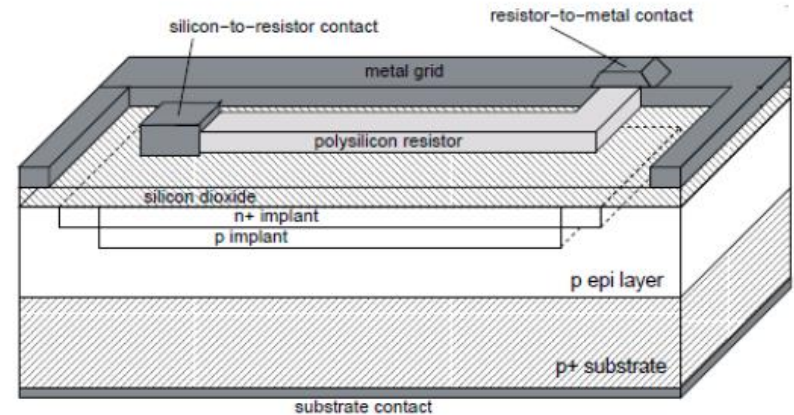 silicon-to-resistor contact
resistor-to-metal contact
metal grid
polysilicon resistor
silicon dioxide
n+ implant
p implant
p epi layer
p+ substrate
substrate contact